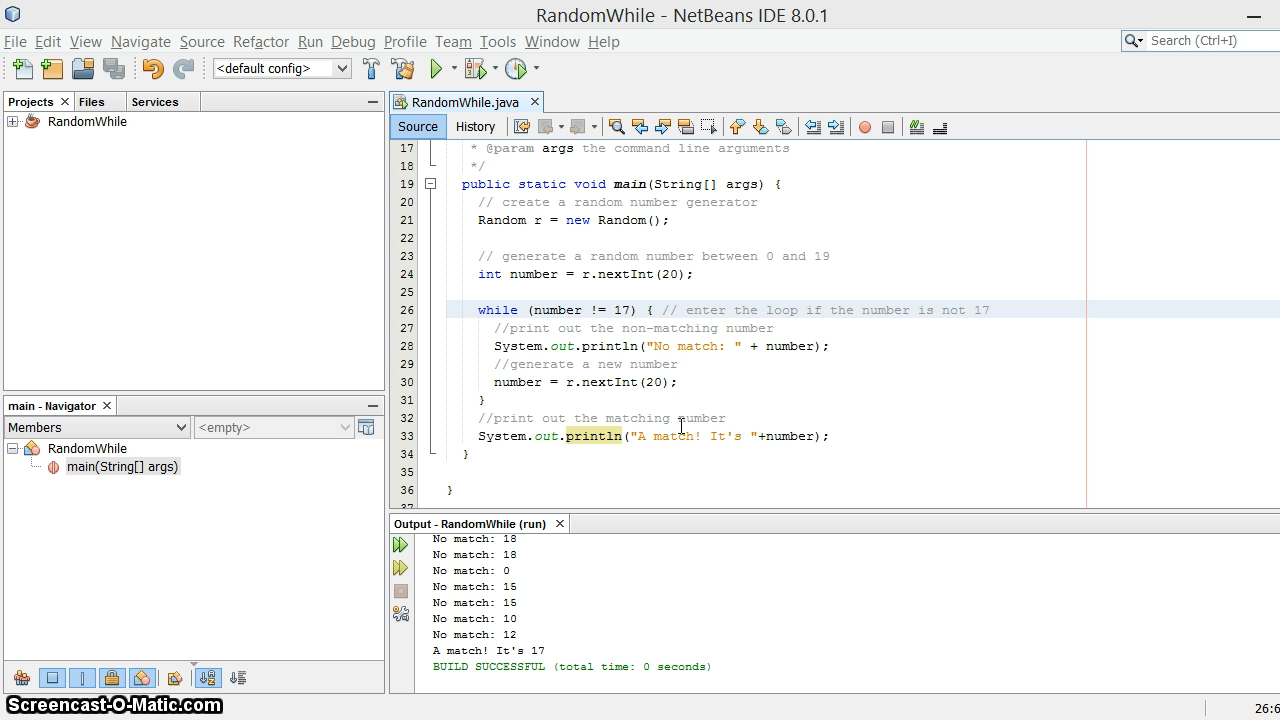 RandomWhile - NetBeans IDE 8.0.1
File Edit View Navigate Source Refactor Run Debug Profile Team Tools Window Help
Search (Ctrl+I)
<default config>
Projects Files Services
RandomWhile
RandomWhile.java
Source History
17 * @param args the command line arguments
18 */
19 public static void main(String[] args) {
20 // create a random number generator
21 Random r = new Random();
22
23 // generate a random number between 0 and 19
24 int number = r.nextInt(20);
25
26 while (number != 17) { // enter the loop if the number is not 17
27 //print out the non-matching number
28 System.out.println("No match: " + number);
29 //generate a new number
30 number = r.nextInt(20);
31 }
32 //print out the matching number
33 System.out.println("A match! It's "+number);
34 }
35
36 }
37
main - Navigator
Members <empty>
RandomWhile
main(String[] args)
Output - RandomWhile (run)
No match: 18
No match: 18
No match: 0
No match: 15
No match: 15
No match: 10
No match: 12
A match! It's 17
BUILD SUCCESSFUL (total time: 0 seconds)
Screencast-O-Matic.com
26:6